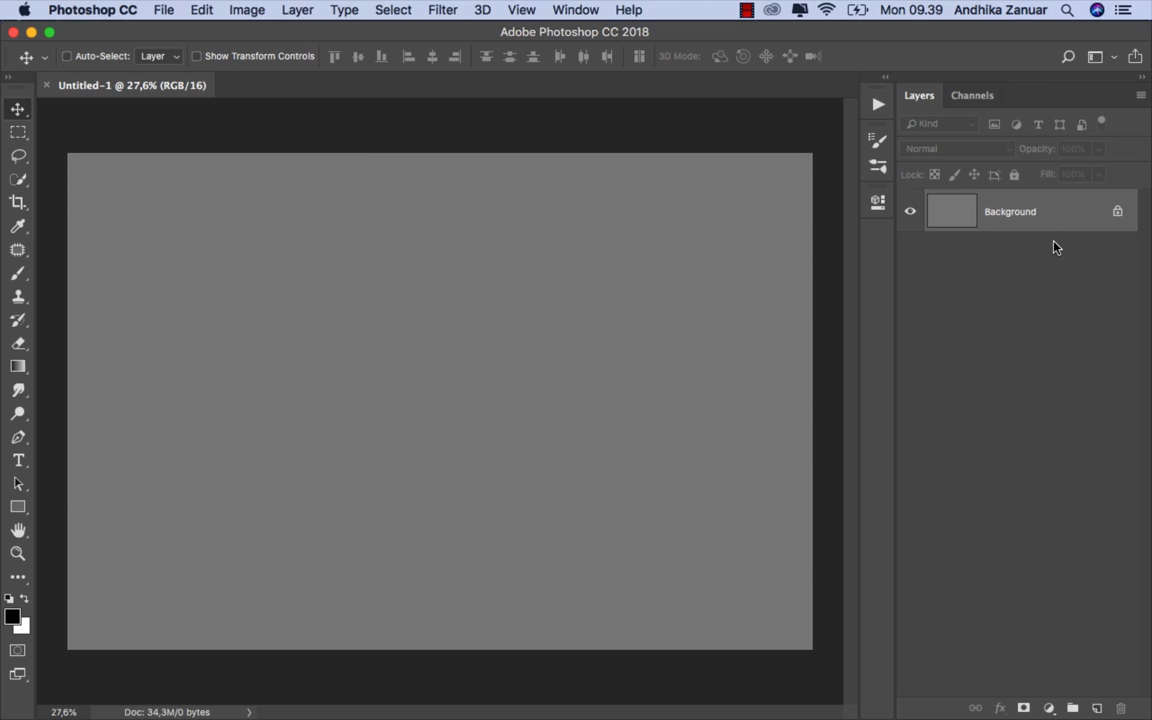 Photoshop CC File Edit Image Layer Type Select Filter 3D View Window Help Mon 09.39 Andhika Zanuar
Adobe Photoshop CC 2018
Auto-Select: Layer Show Transform Controls 3D Mode:
Untitled-1 @ 27,6% (RGB/16)
Layers Channels
Kind
Normal Opacity: 100%
Lock: Fill: 100%
Background
27,6% Doc: 34,3M/0 bytes